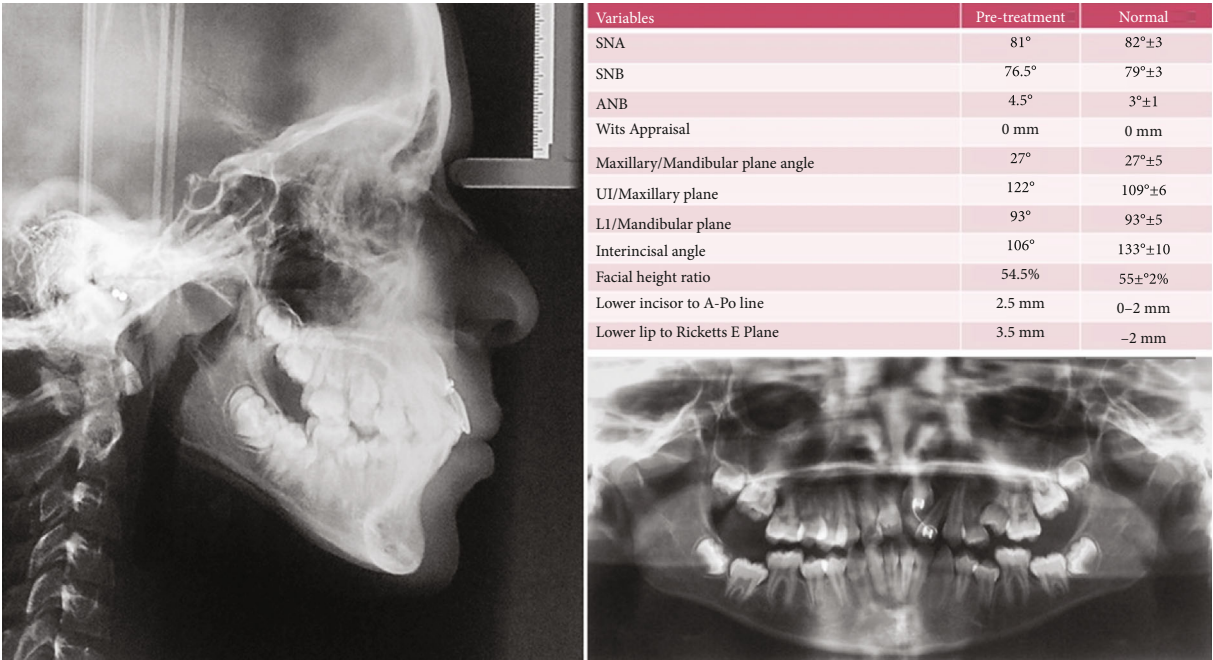 Variables Pre-treatment Normal
SNA 81° 82°±3
SNB 76.5° 79°±3
ANB 4.5° 3°±1
Wits Appraisal 0 mm 0 mm
Maxillary/Mandibular plane angle 27° 27°±5
UI/Maxillary plane 122° 109°±6
L1/Mandibular plane 93° 93°±5
Interincisal angle 106° 133°±10
Facial height ratio 54.5% 55±°2%
Lower incisor to A-Po line 2.5 mm 0–2 mm
Lower lip to Ricketts E Plane 3.5 mm –2 mm